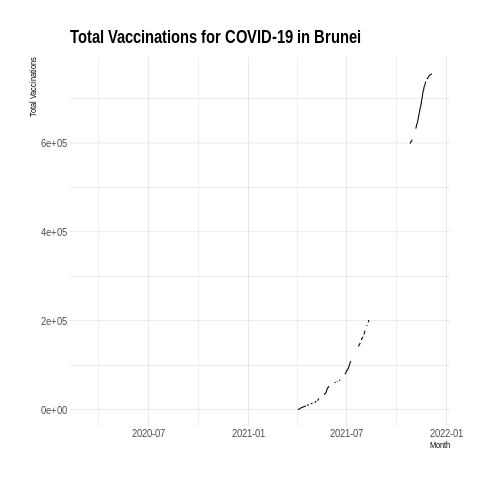 Total Vaccinations for COVID-19 in Brunei
Total Vaccinations
6e+05
4e+05
2e+05
0e+00
2020-07 2021-01 2021-07 2022-01
Month